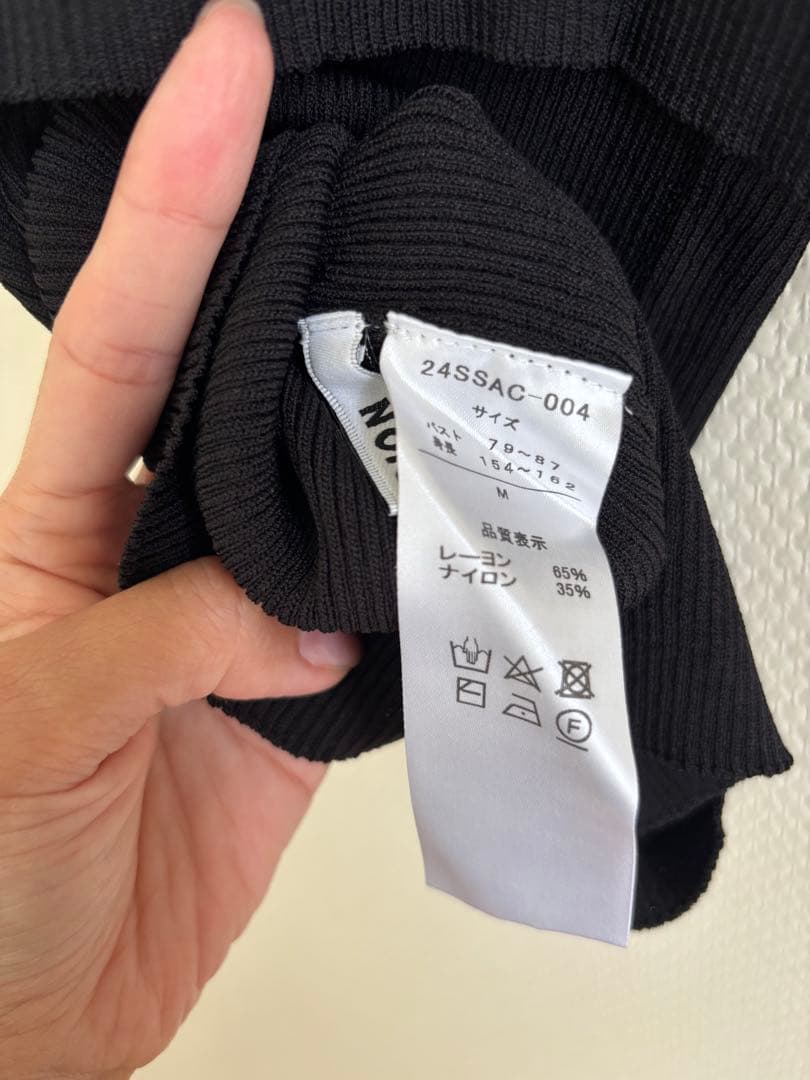 24SSAC-004
サイズ
バスト 79～87
身長 154～162
M
品質表示
レーヨン 65%
ナイロン 35%
F
NO